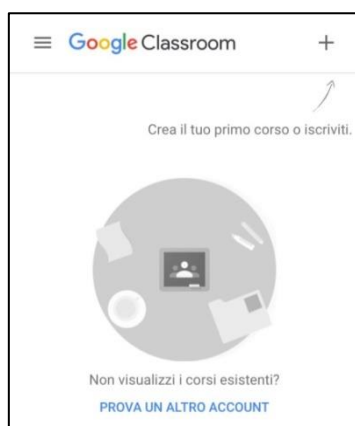 Google Classroom
Crea il tuo primo corso o iscriviti.
Non visualizzi i corsi esistenti?
PROVA UN ALTRO ACCOUNT